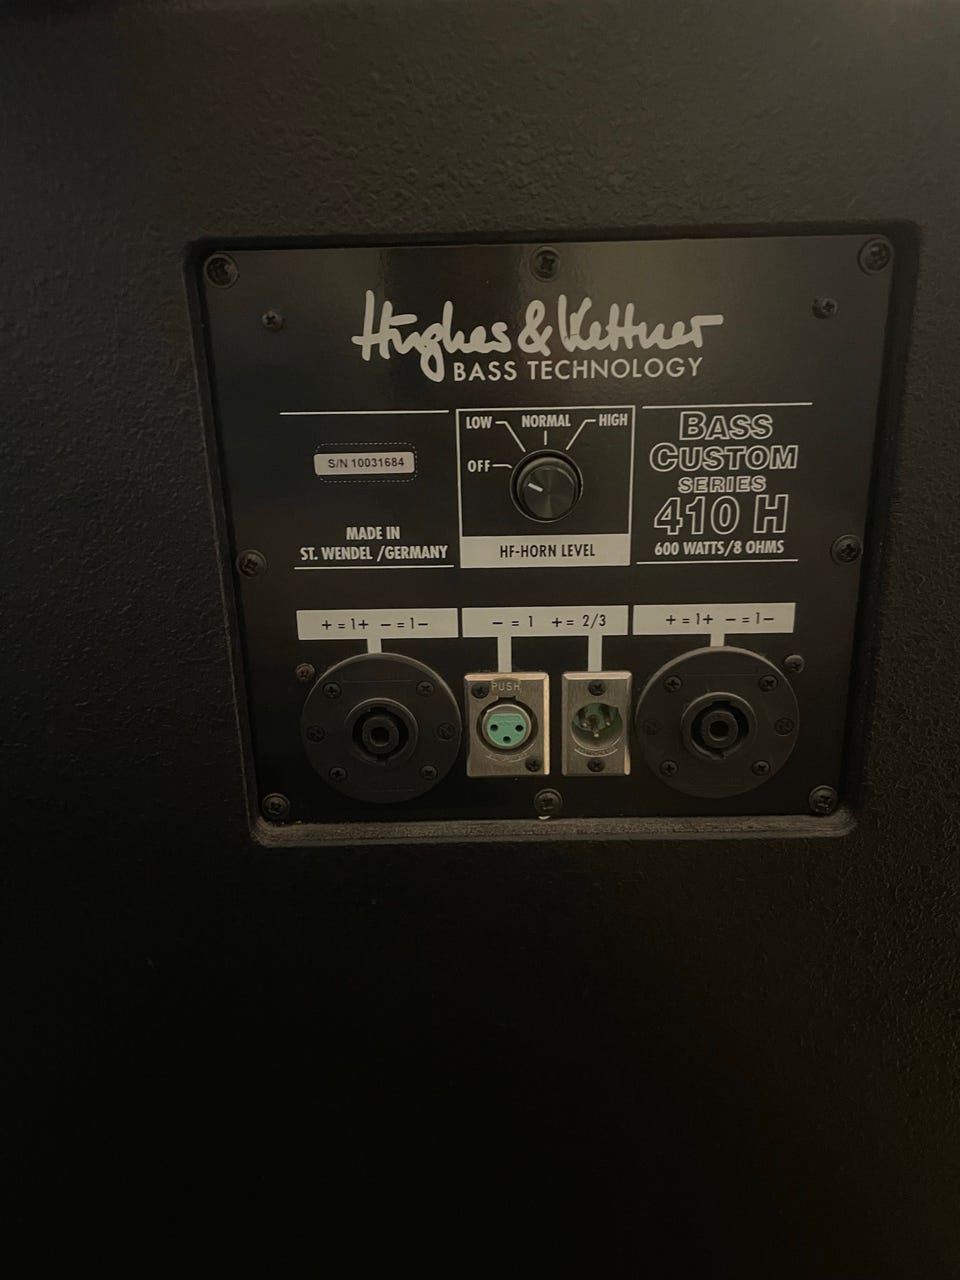 Hughes & Kettner
BASS TECHNOLOGY
S/N 10031684
MADE IN
ST. WENDEL /GERMANY
LOW NORMAL HIGH
OFF
HF-HORN LEVEL
BASS
CUSTOM
SERIES
410 H
600 WATTS/8 OHMS
+ = 1+ − = 1−
− = 1 + = 2/3
+ = 1+ − = 1−
PUSH